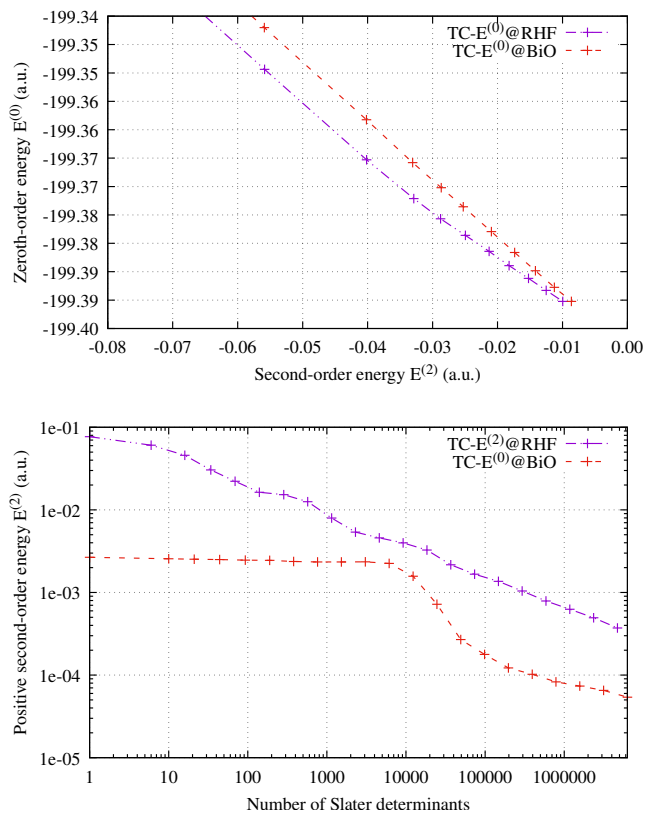 -199.34
-199.35
-199.35
-199.36
-199.36
-199.37
-199.37
-199.38
-199.38
-199.39
-199.39
-199.40
Zeroth-order energy E(0) (a.u.)
TC-E(0)@RHF
TC-E(0)@BiO
-0.08 -0.07 -0.06 -0.05 -0.04 -0.03 -0.02 -0.01 0.00
Second-order energy E(2) (a.u.)
1e-01
1e-02
1e-03
1e-04
1e-05
Positive second-order energy E(2) (a.u.)
TC-E(2)@RHF
TC-E(0)@BiO
1 10 100 1000 10000 100000 1000000
Number of Slater determinants